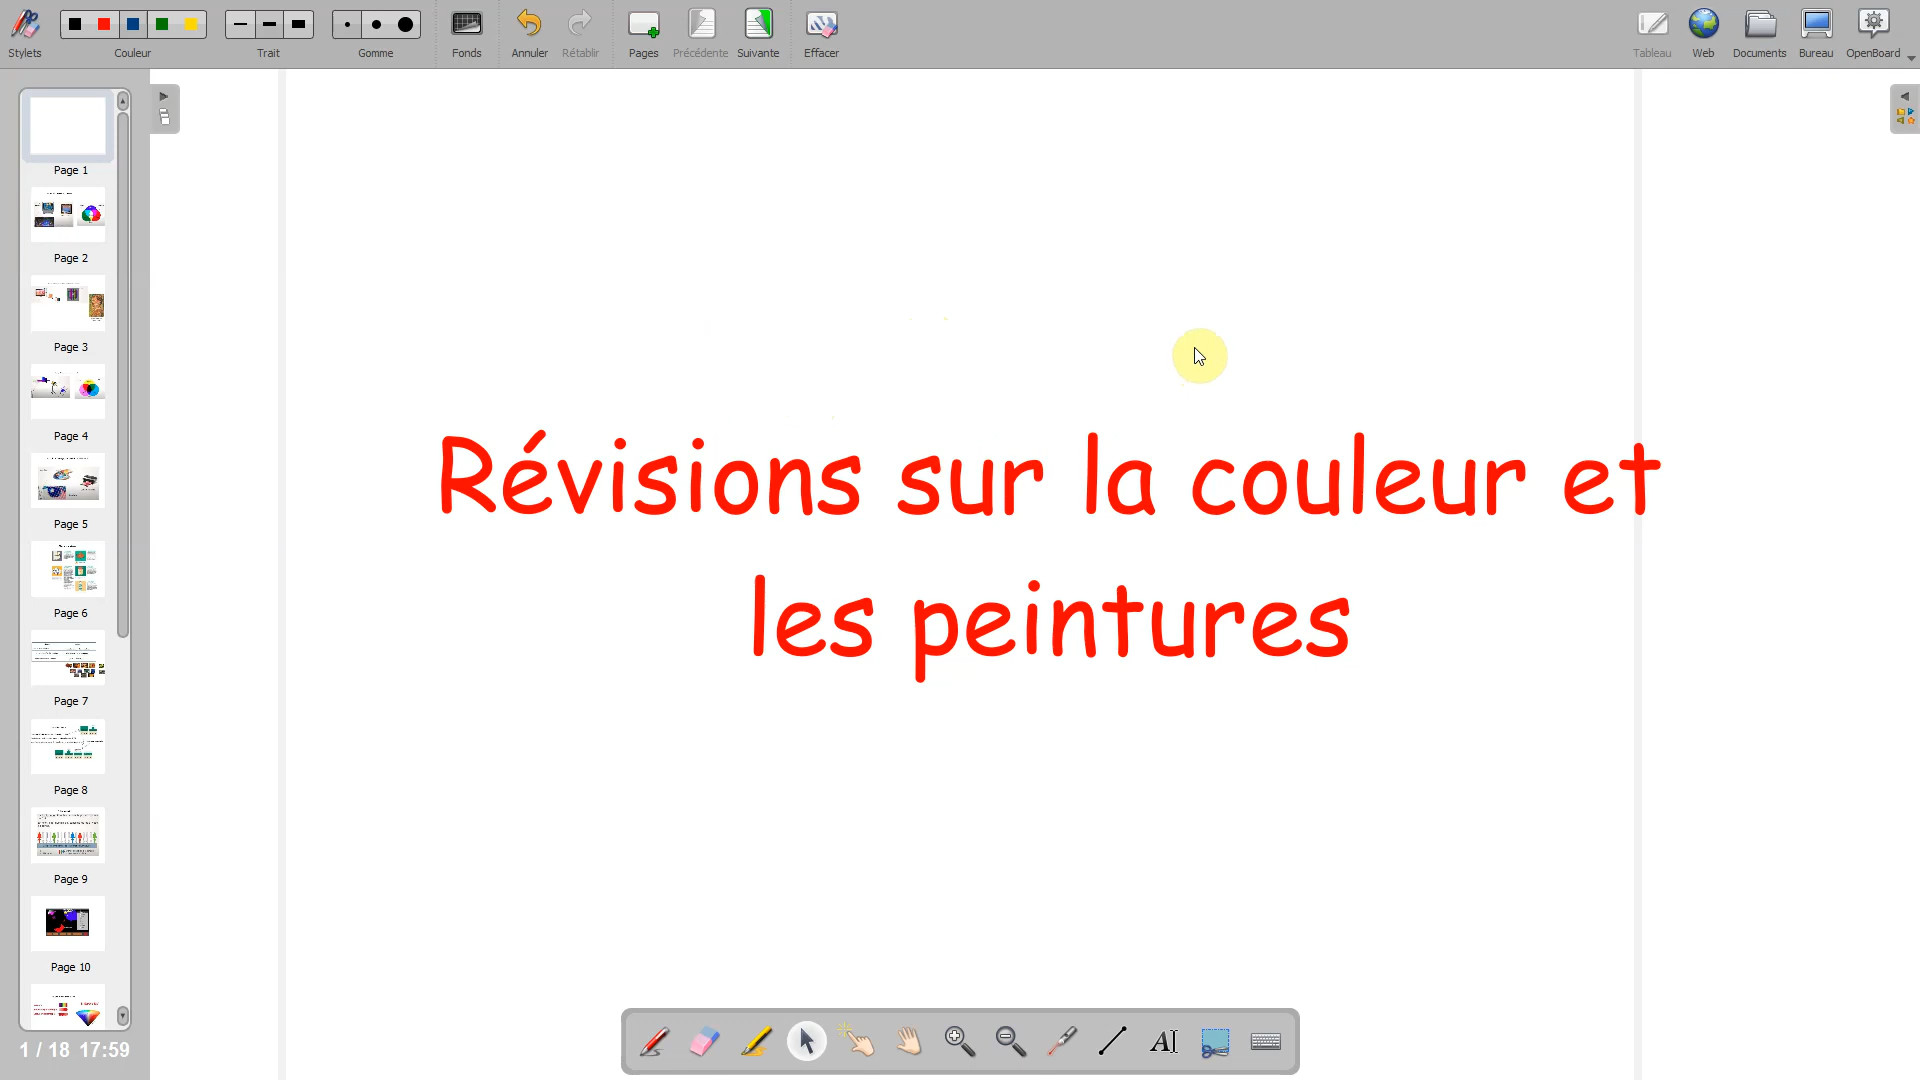 Stylets
Couleur
Trait
Gomme
Fonds
Annuler
Rétablir
Pages
Précédente
Suivante
Effacer
Tableau
Web
Documents
Bureau
OpenBoard
Page 1
Page 2
Page 3
Page 4
Page 5
Page 6
Page 7
Page 8
Page 9
Page 10
1 / 18 17:59
Révisions sur la couleur et
les peintures
AI